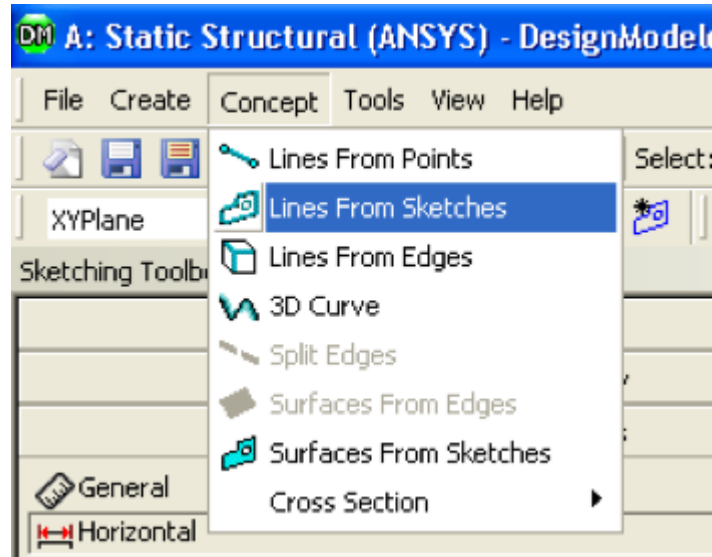 DM A: Static Structural (ANSYS) - DesignModele
File Create Concept Tools View Help
Lines From Points
Select:
Lines From Sketches
XYPlane
Lines From Edges
Sketching Toolb
3D Curve
Split Edges
Surfaces From Edges
Surfaces From Sketches
General
Cross Section
Horizontal